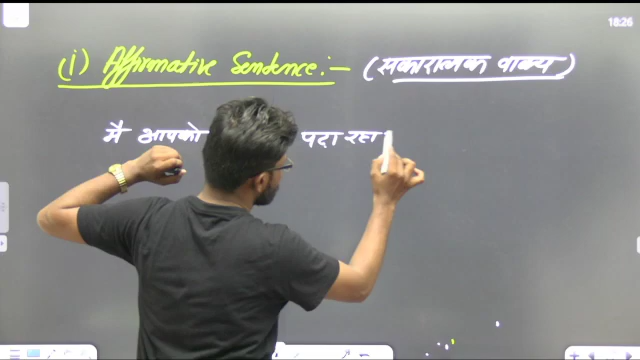 18:26
(i) Affirmative Sentence :- (सकारात्मक वाक्य)
मै आपको पढ़ा रहा